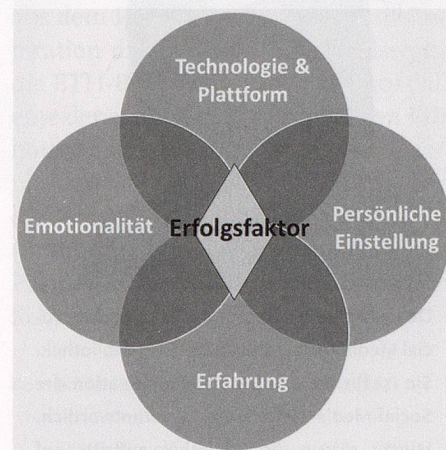 Technologie &
Plattform
Emotionalität
Erfolgsfaktor
Persönliche
Einstellung
Erfahrung